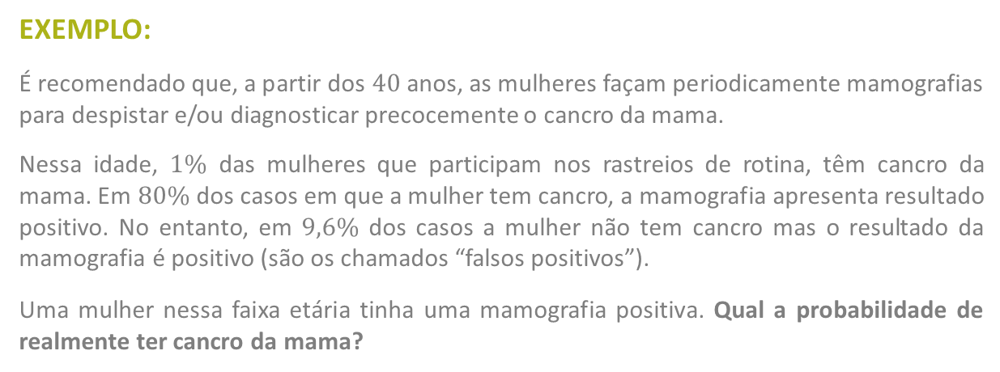 EXEMPLO:
É recomendado que, a partir dos 40 anos, as mulheres façam periodicamente mamografias
para despistar e/ou diagnosticar precocemente o cancro da mama.
Nessa idade, 1% das mulheres que participam nos rastreios de rotina, têm cancro da
mama. Em 80% dos casos em que a mulher tem cancro, a mamografia apresenta resultado
positivo. No entanto, em 9,6% dos casos a mulher não tem cancro mas o resultado da
mamografia é positivo (são os chamados “falsos positivos”).
Uma mulher nessa faixa etária tinha uma mamografia positiva. Qual a probabilidade de
realmente ter cancro da mama?